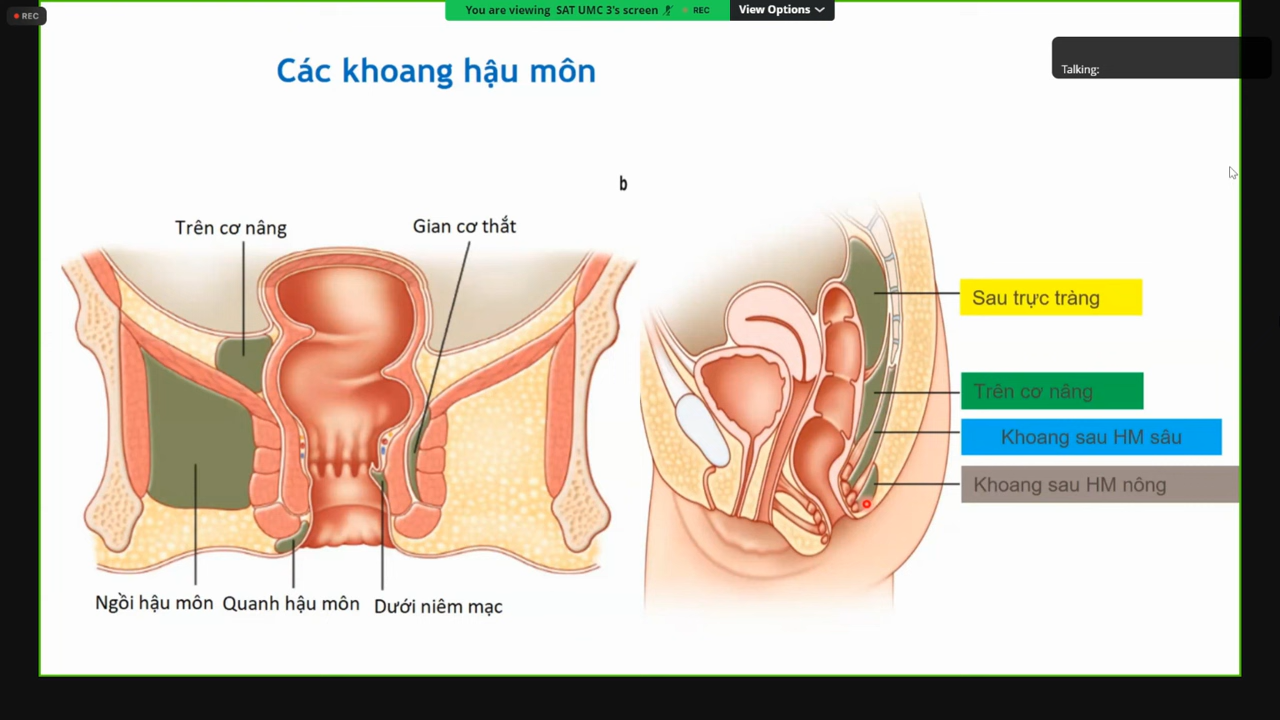 REC
You are viewing SAT UMC 3's screen REC
View Options
Talking:
Các khoang hậu môn
b
Trên cơ nâng
Gian cơ thắt
Ngồi hậu môn
Quanh hậu môn
Dưới niêm mạc
Sau trực tràng
Trên cơ nâng
Khoang sau HM sâu
Khoang sau HM nông